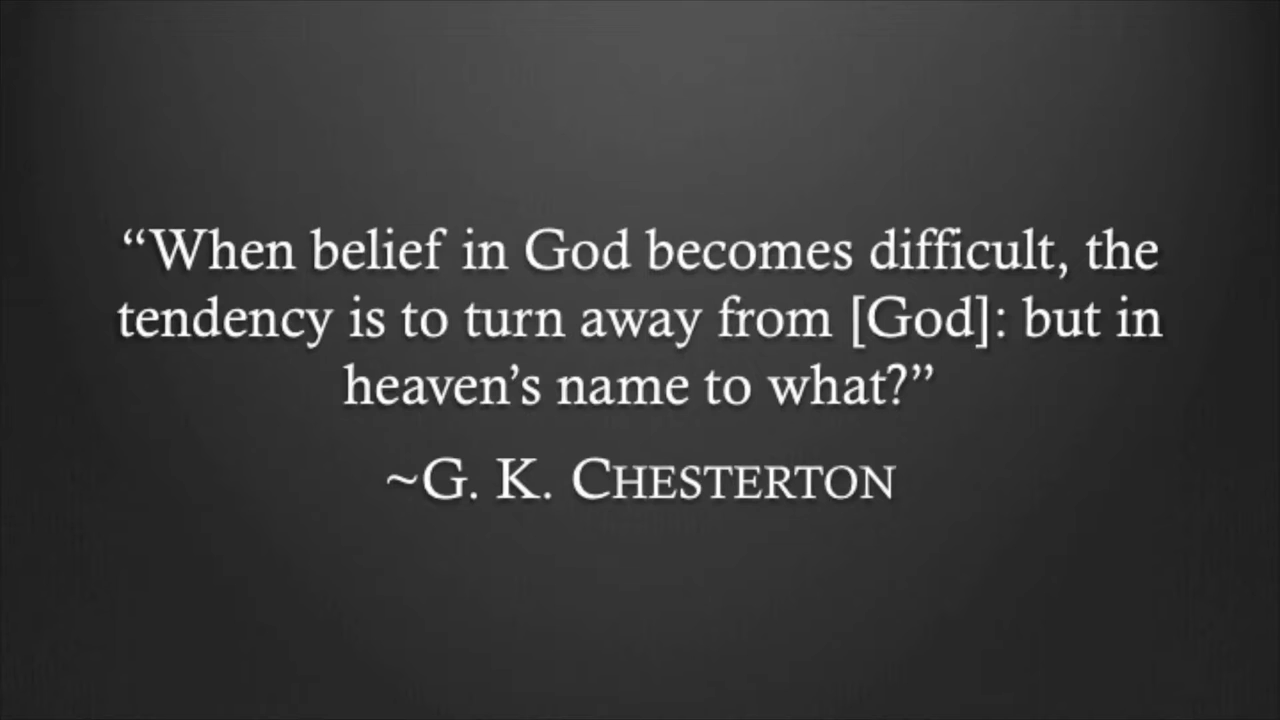 “When belief in God becomes difficult, the
tendency is to turn away from [God]: but in
heaven’s name to what?”
~G. K. CHESTERTON